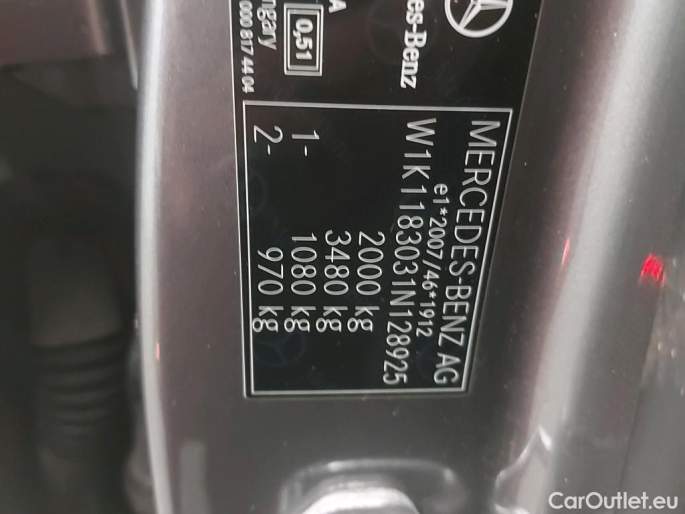 des-Benz
A
0,51
ngary
000 817 44 04
MERCEDES-BENZ AG
e1*2007/46*1912
W1K1183031N128925
2000 kg
3480 kg
1- 1080 kg
2- 970 kg
CarOutlet.eu